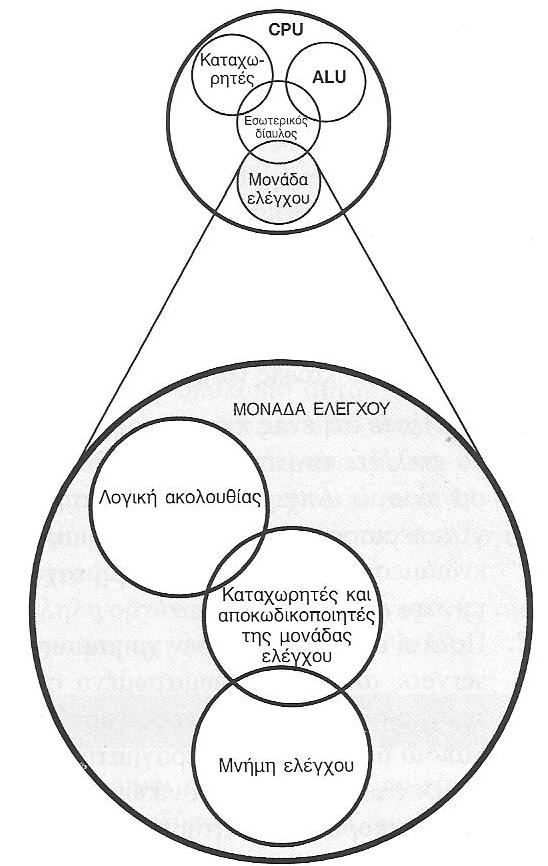 CPU
Καταχω-
ρητές
ALU
Εσωτερικός
δίαυλος
Μονάδα
ελέγχου
ΜΟΝΑΔΑ ΕΛΕΓΧΟΥ
Λογική ακολουθίας
Καταχωρητές και
αποκωδικοποιητές
της μονάδας
ελέγχου
Μνήμη ελέγχου